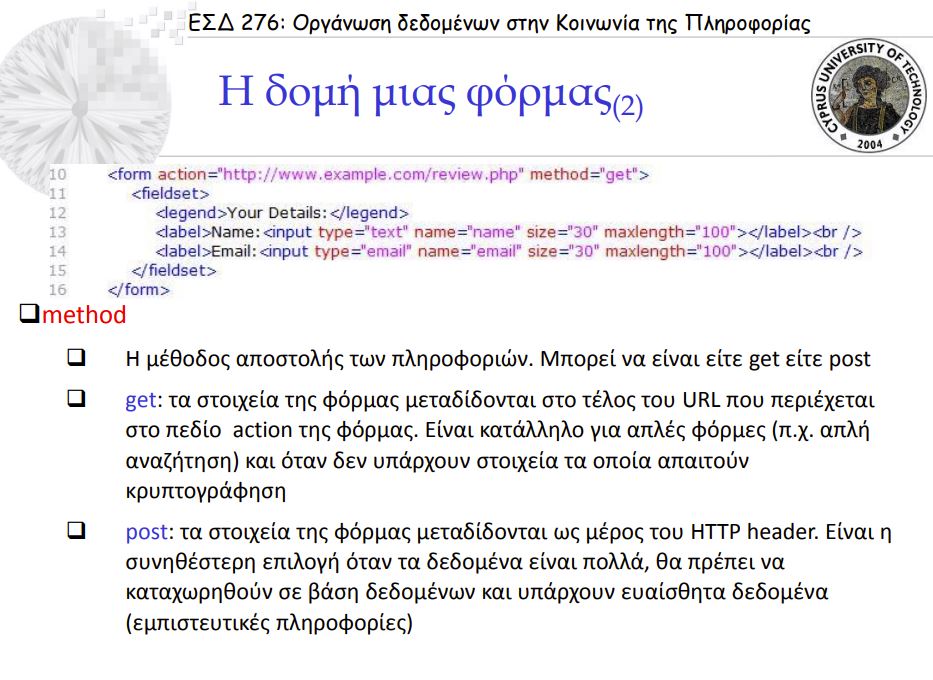 ΕΣΔ 276: Οργάνωση δεδομένων στην Κοινωνία της Πληροφορίας
Η δομή μιας φόρμας(2)
CYPRUS UNIVERSITY OF TECHNOLOGY
2004
10 <form action="http://www.example.com/review.php" method="get">
11 <fieldset>
12 <legend>Your Details:</legend>
13 <label>Name:<input type="text" name="name" size="30" maxlength="100"></label><br />
14 <label>Email:<input type="email" name="email" size="30" maxlength="100"></label><br />
15 </fieldset>
16 </form>
❑method
❑ Η μέθοδος αποστολής των πληροφοριών. Μπορεί να είναι είτε get είτε post
❑ get: τα στοιχεία της φόρμας μεταδίδονται στο τέλος του URL που περιέχεται
στο πεδίο action της φόρμας. Είναι κατάλληλο για απλές φόρμες (π.χ. απλή
αναζήτηση) και όταν δεν υπάρχουν στοιχεία τα οποία απαιτούν
κρυπτογράφηση
❑ post: τα στοιχεία της φόρμας μεταδίδονται ως μέρος του HTTP header. Είναι η
συνηθέστερη επιλογή όταν τα δεδομένα είναι πολλά, θα πρέπει να
καταχωρηθούν σε βάση δεδομένων και υπάρχουν ευαίσθητα δεδομένα
(εμπιστευτικές πληροφορίες)